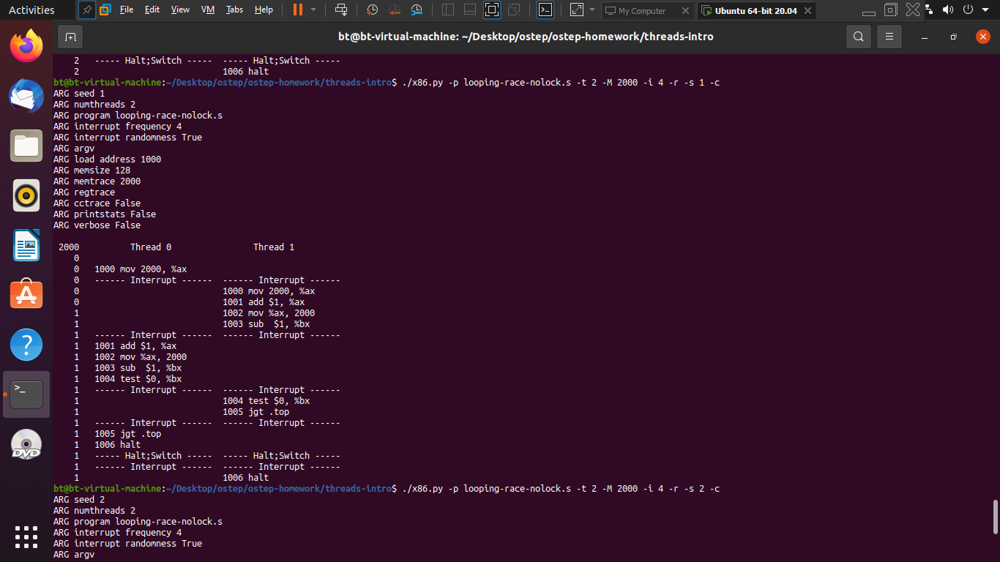 Activities File Edit View VM Tabs Help My Computer Ubuntu 64-bit 20.04
bt@bt-virtual-machine: ~/Desktop/ostep/ostep-homework/threads-intro
    2   ----- Halt;Switch -----  ----- Halt;Switch -----
    2                            1006 halt
bt@bt-virtual-machine:~/Desktop/ostep/ostep-homework/threads-intro$ ./x86.py -p looping-race-nolock.s -t 2 -M 2000 -i 4 -r -s 1 -c
ARG seed 1
ARG numthreads 2
ARG program looping-race-nolock.s
ARG interrupt frequency 4
ARG interrupt randomness True
ARG argv
ARG load address 1000
ARG memsize 128
ARG memtrace 2000
ARG regtrace
ARG cctrace False
ARG printstats False
ARG verbose False
 2000          Thread 0                Thread 1
    0
    0   1000 mov 2000, %ax
    0   ------ Interrupt ------  ------ Interrupt ------
    0                            1000 mov 2000, %ax
    0                            1001 add $1, %ax
    1                            1002 mov %ax, 2000
    1                            1003 sub  $1, %bx
    1   ------ Interrupt ------  ------ Interrupt ------
    1   1001 add $1, %ax
    1   1002 mov %ax, 2000
    1   1003 sub  $1, %bx
    1   1004 test $0, %bx
    1   ------ Interrupt ------  ------ Interrupt ------
    1                            1004 test $0, %bx
    1                            1005 jgt .top
    1   ------ Interrupt ------  ------ Interrupt ------
    1   1005 jgt .top
    1   1006 halt
    1   ----- Halt;Switch -----  ----- Halt;Switch -----
    1   ------ Interrupt ------  ------ Interrupt ------
    1                            1006 halt
bt@bt-virtual-machine:~/Desktop/ostep/ostep-homework/threads-intro$ ./x86.py -p looping-race-nolock.s -t 2 -M 2000 -i 4 -r -s 2 -c
ARG seed 2
ARG numthreads 2
ARG program looping-race-nolock.s
ARG interrupt frequency 4
ARG interrupt randomness True
ARG argv
DVD